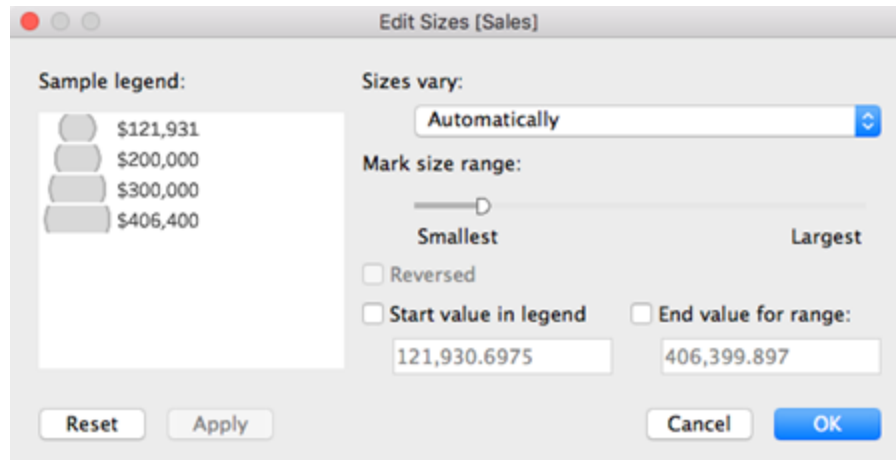 Edit Sizes [Sales]
Sample legend:
$121,931
$200,000
$300,000
$406,400
Sizes vary:
Automatically
Mark size range:
Smallest Largest
Reversed
Start value in legend End value for range:
121,930.6975 406,399.897
Reset Apply Cancel OK